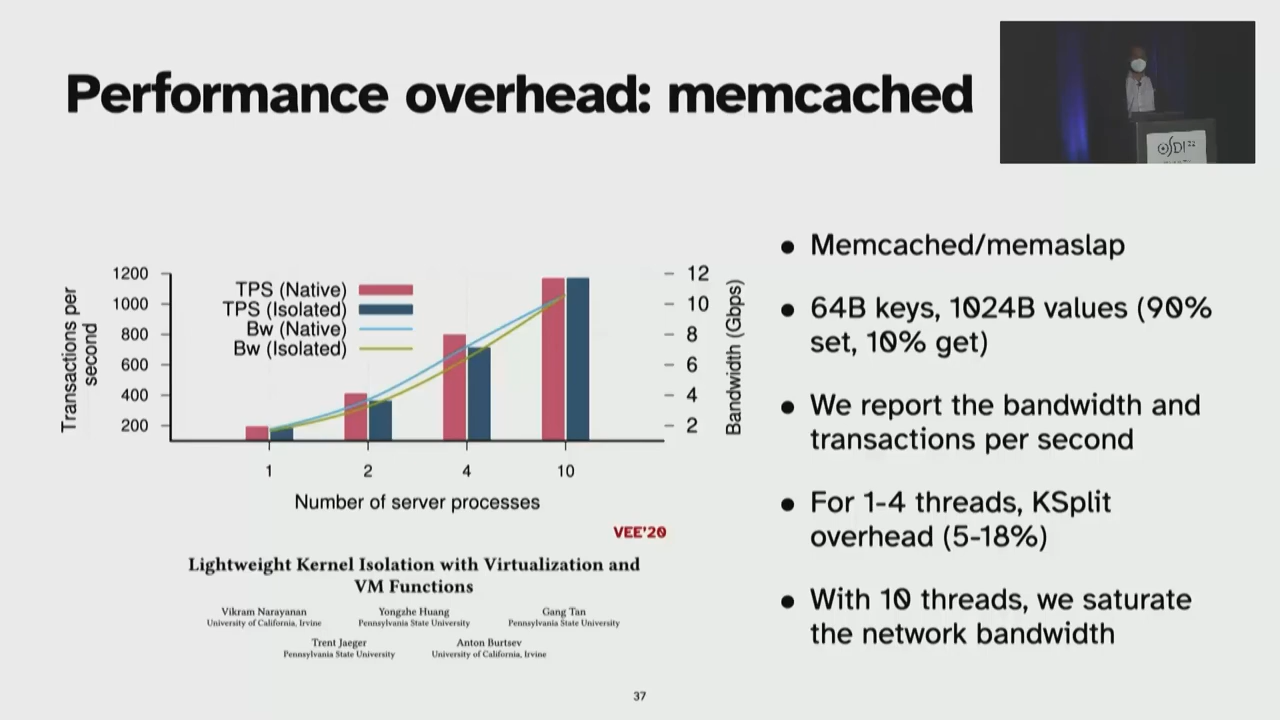 Performance overhead: memcached
OSDI '22
1200
1000
800
600
400
200
Transactions per
second
TPS (Native)
TPS (Isolated)
Bw (Native)
Bw (Isolated)
12
10
8
6
4
2
Bandwidth (Gbps)
1 2 4 10
Number of server processes
VEE'20
Lightweight Kernel Isolation with Virtualization and
VM Functions
Vikram Narayanan Yongzhe Huang Gang Tan
University of California, Irvine Pennsylvania State University Pennsylvania State University
Trent Jaeger Anton Burtsev
Pennsylvania State University University of California, Irvine
● Memcached/memaslap
● 64B keys, 1024B values (90%
set, 10% get)
● We report the bandwidth and
transactions per second
● For 1-4 threads, KSplit
overhead (5-18%)
● With 10 threads, we saturate
the network bandwidth
37